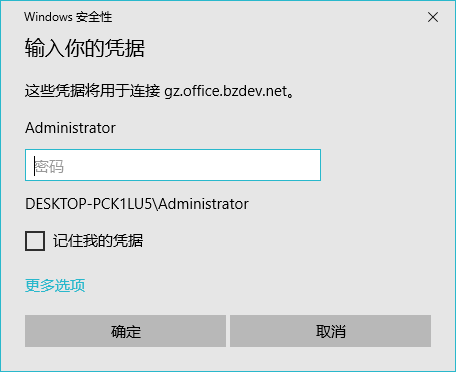 Windows 安全性
输入你的凭据
这些凭据将用于连接 gz.office.bzdev.net。
Administrator
密码
DESKTOP-PCK1LU5\Administrator
记住我的凭据
更多选项
确定
取消